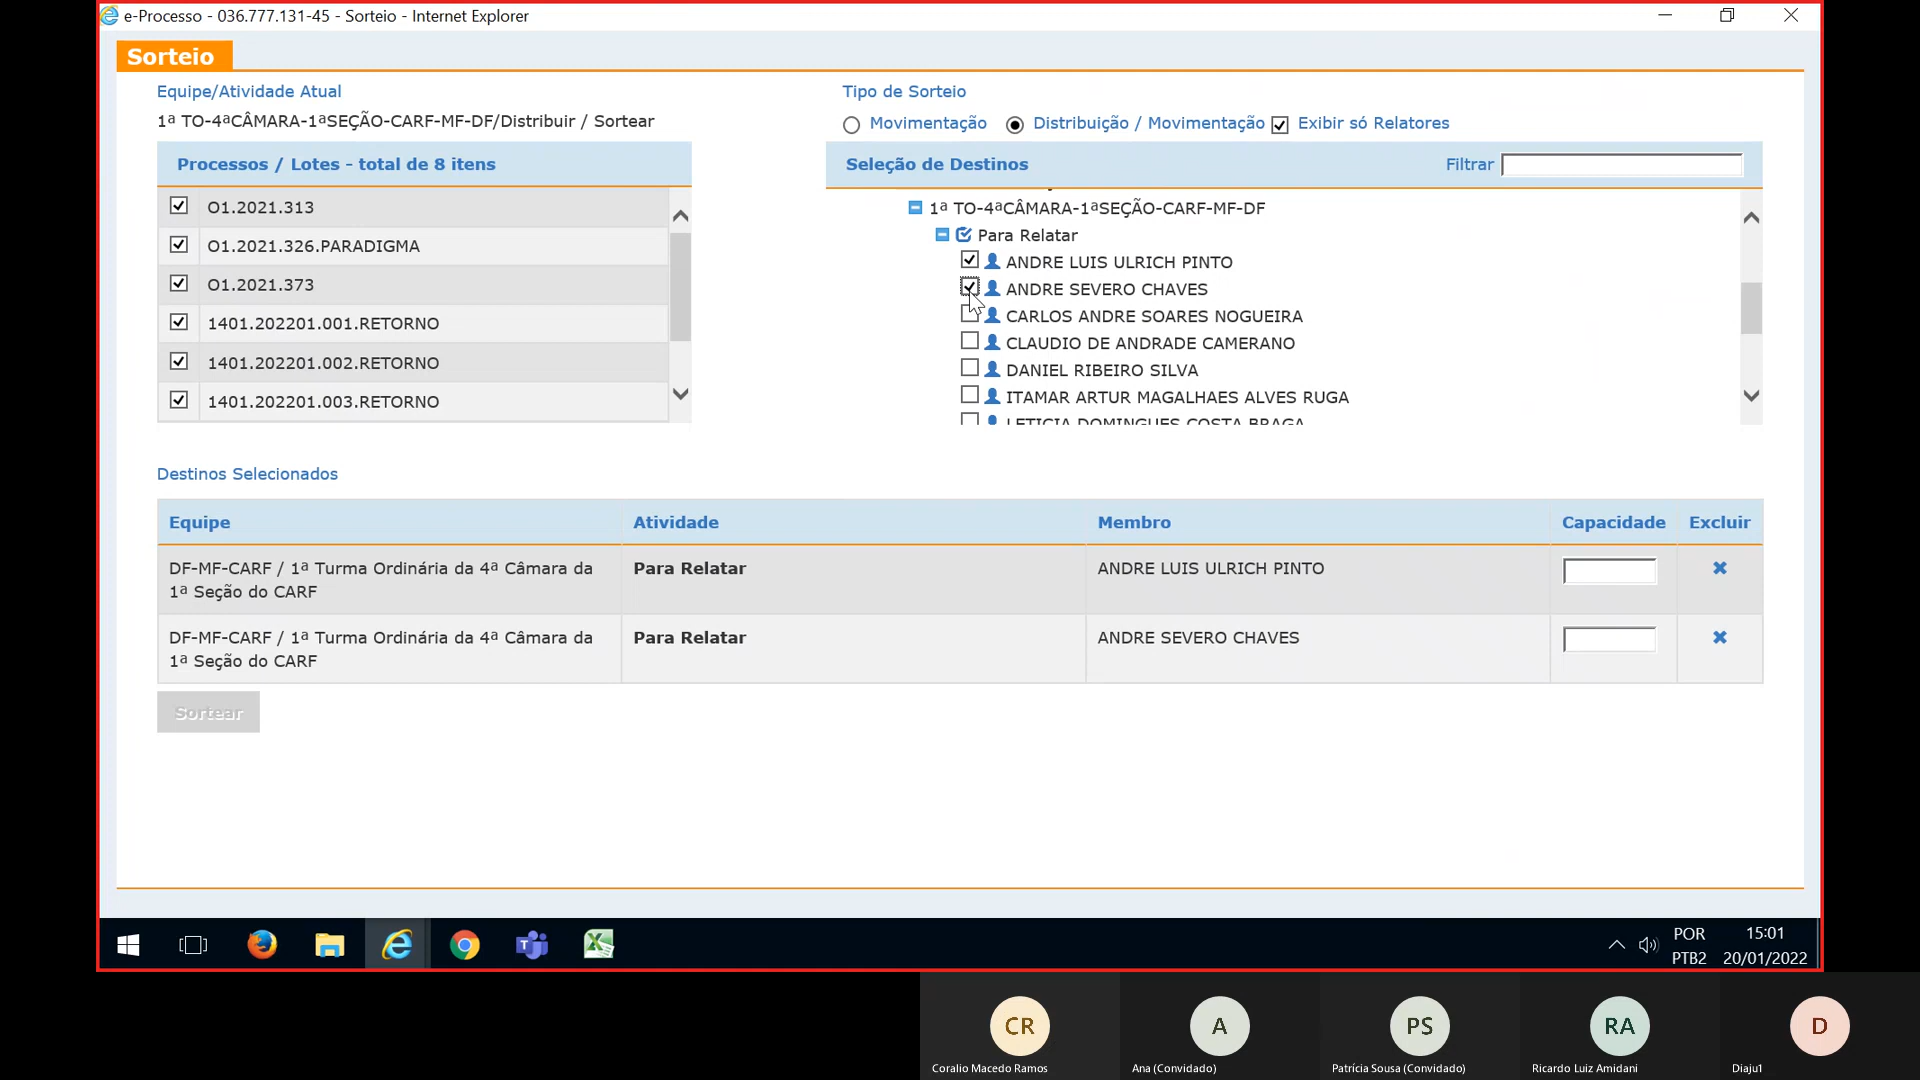 e-Processo - 036.777.131-45 - Sorteio - Internet Explorer
Sorteio
Equipe/Atividade Atual
1ª TO-4ªCÂMARA-1ªSEÇÃO-CARF-MF-DF/Distribuir / Sortear
Tipo de Sorteio
Movimentação Distribuição / Movimentação Exibir só Relatores
Processos / Lotes - total de 8 itens
O1.2021.313
O1.2021.326.PARADIGMA
O1.2021.373
1401.202201.001.RETORNO
1401.202201.002.RETORNO
1401.202201.003.RETORNO
Seleção de Destinos Filtrar
1ª TO-4ªCÂMARA-1ªSEÇÃO-CARF-MF-DF
Para Relatar
ANDRE LUIS ULRICH PINTO
ANDRE SEVERO CHAVES
CARLOS ANDRE SOARES NOGUEIRA
CLAUDIO DE ANDRADE CAMERANO
DANIEL RIBEIRO SILVA
ITAMAR ARTUR MAGALHAES ALVES RUGA
LETICIA DOMINGUES COSTA BRAGA
Destinos Selecionados
Equipe Atividade Membro Capacidade Excluir
DF-MF-CARF / 1ª Turma Ordinária da 4ª Câmara da Para Relatar ANDRE LUIS ULRICH PINTO
1ª Seção do CARF
DF-MF-CARF / 1ª Turma Ordinária da 4ª Câmara da Para Relatar ANDRE SEVERO CHAVES
1ª Seção do CARF
Sortear
POR 15:01
PTB2 20/01/2022
CR A PS RA D
Coralio Macedo Ramos Ana (Convidado) Patrícia Sousa (Convidado) Ricardo Luiz Amidani Diaju1